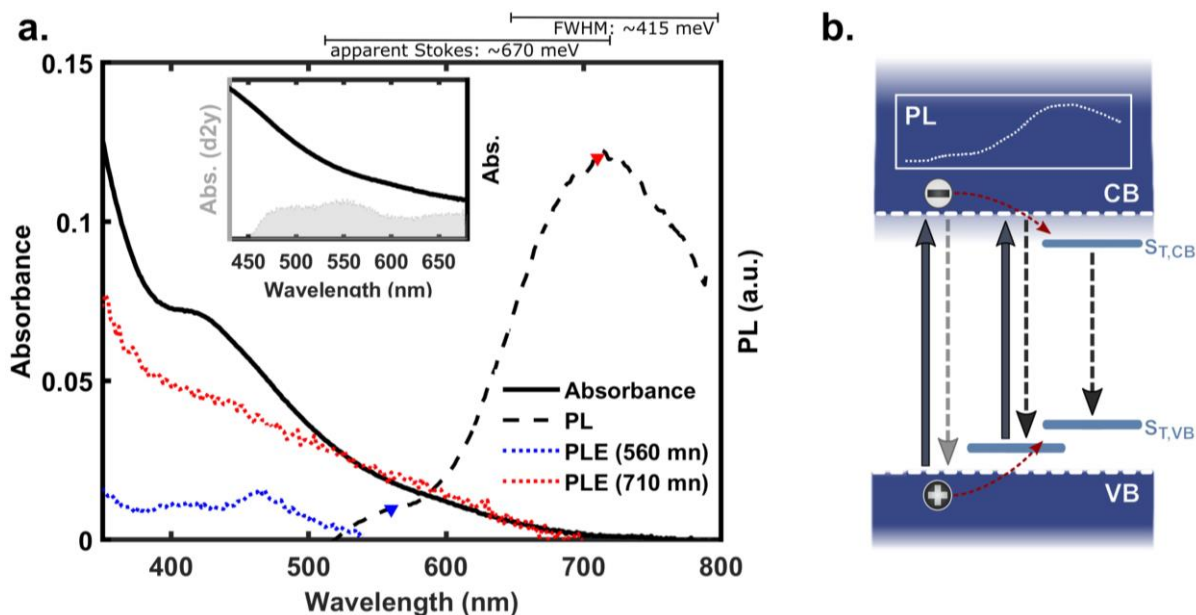 a.
FWHM: ~415 meV
apparent Stokes: ~670 meV
0.15
0.1
0.05
0
Absorbance
400
500
600
700
800
Wavelength (nm)
PL (a.u.)
Abs. (d2y)
Abs.
450 500 550 600 650
Wavelength (nm)
Absorbance
PL
PLE (560 mn)
PLE (710 mn)
b.
PL
CB
ST,CB
ST,VB
VB